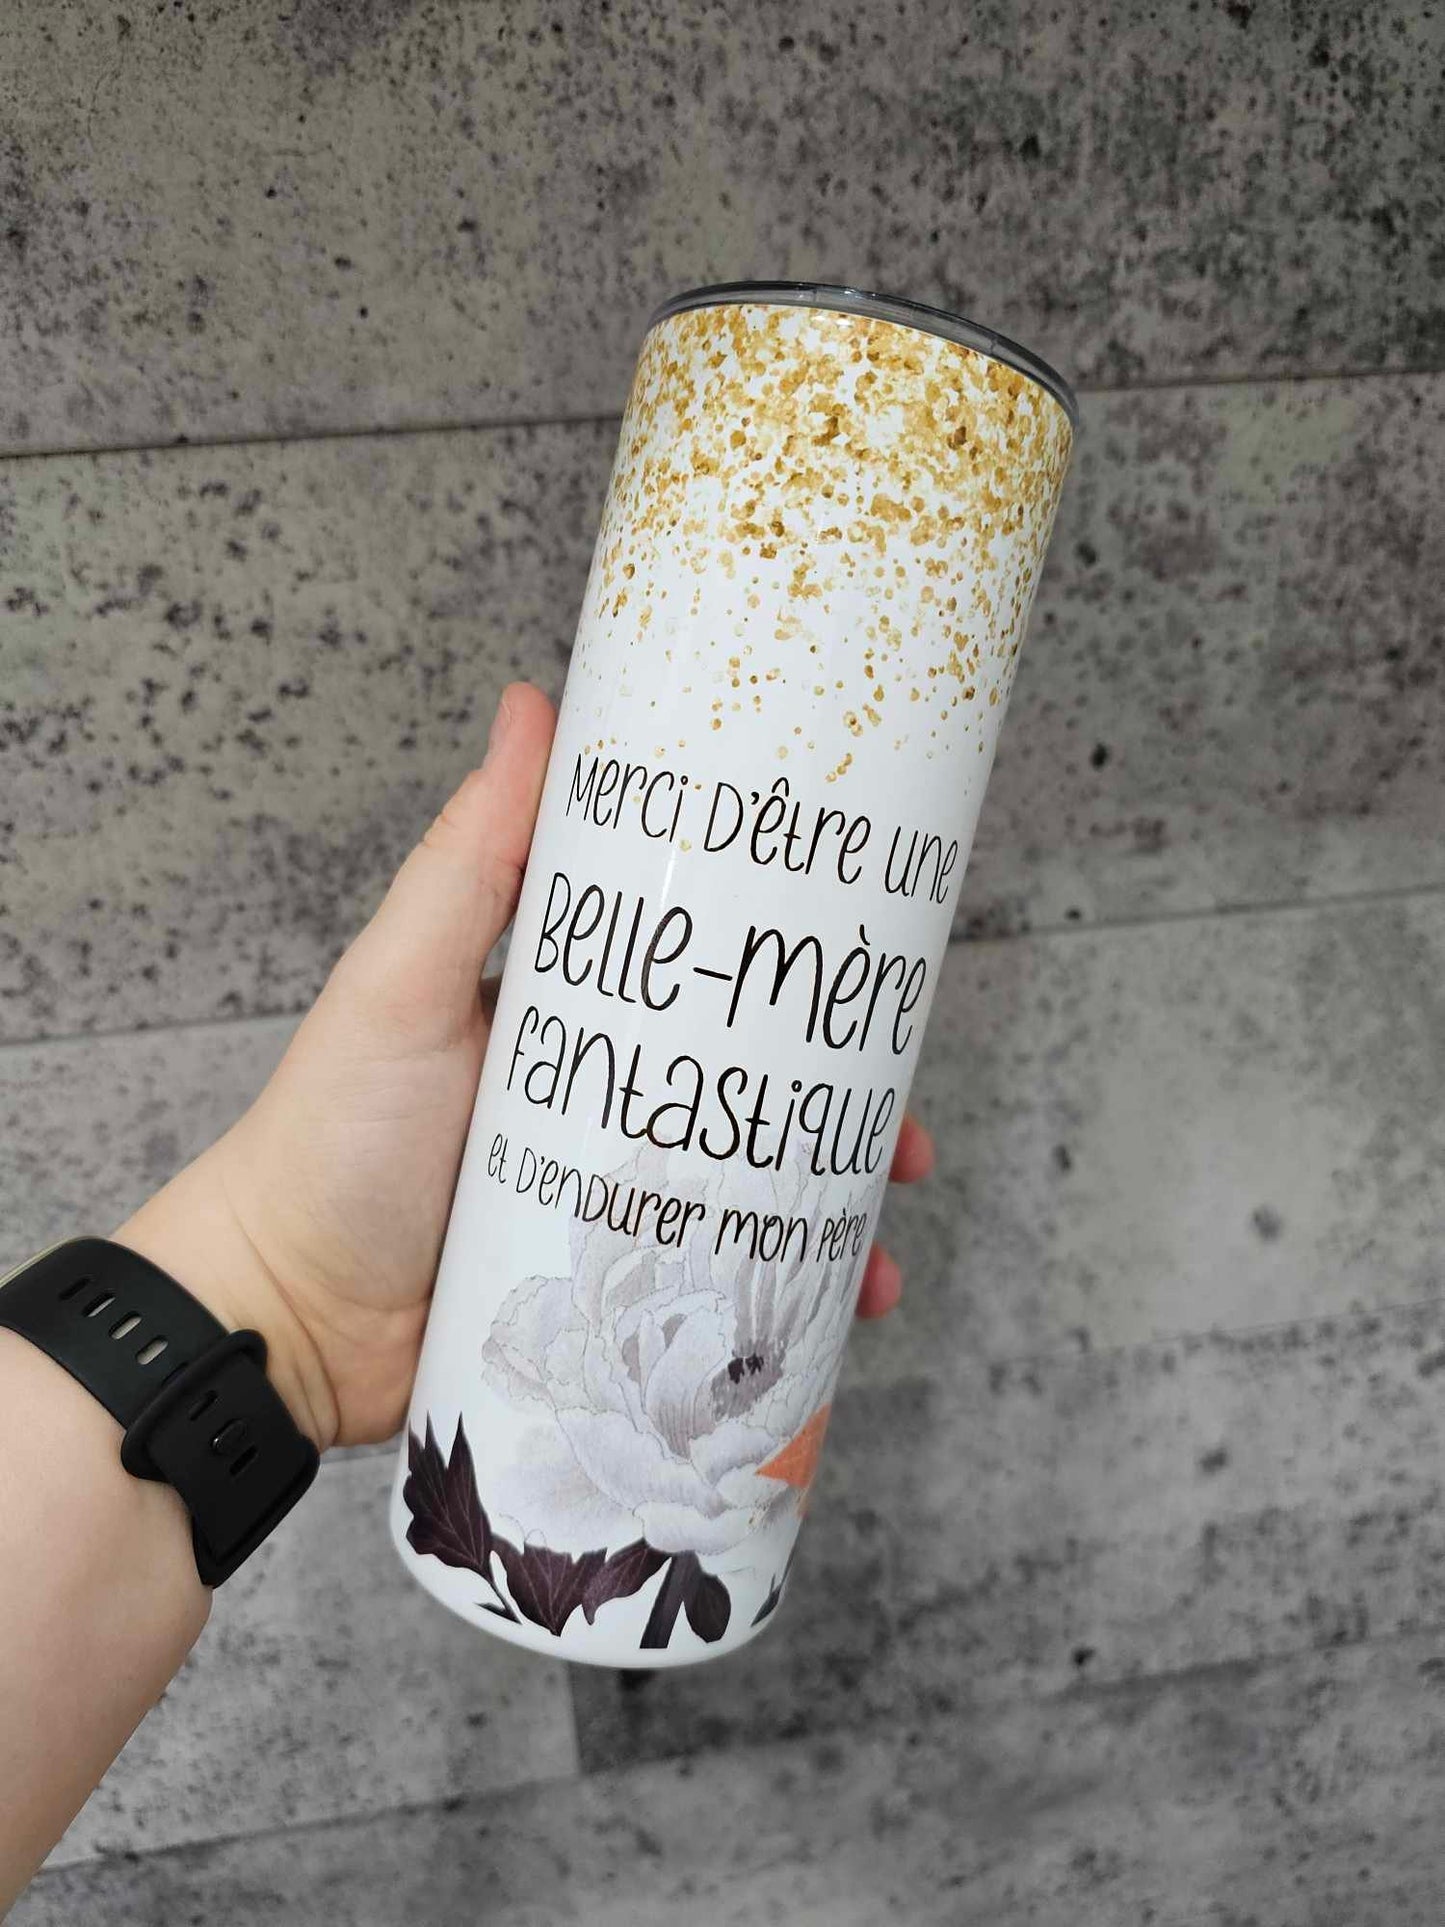 Merci D'être une
Belle-mère
fantastique
et D'enDurer mon père